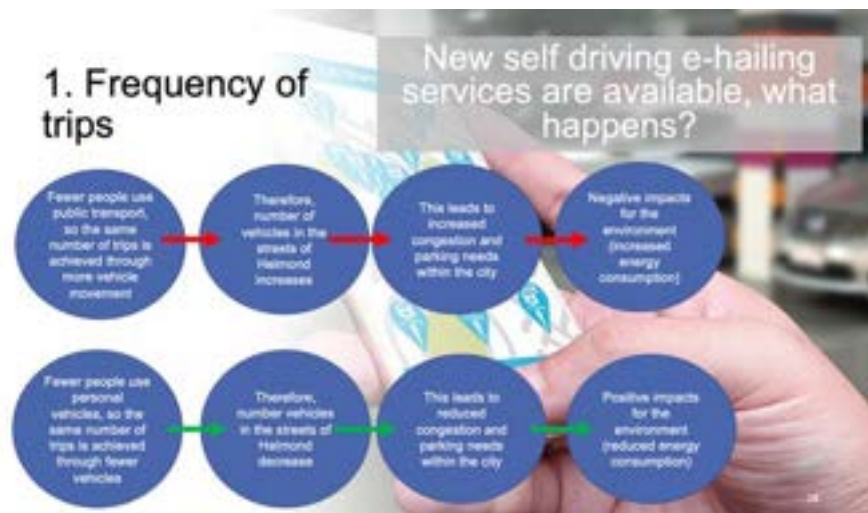 1. Frequency of
trips
New self driving e-hailing
services are available, what
happens?
Fewer people use
public transport,
so the same
number of trips is
achieved through
more vehicle
movement
Therefore,
number of
vehicles in the
streets of
Helmond
increases
This leads to
increased
congestion and
parking needs
within the city
Negative impacts
for the
environment
(increased
energy
consumption)
Fewer people use
personal
vehicles, so the
same number of
trips is achieved
through fewer
vehicles
Therefore,
number vehicles
in the streets of
Helmond
decrease
This leads to
reduced
congestion and
parking needs
within the city
Positive impacts
for the
environment
(reduced energy
consumption)